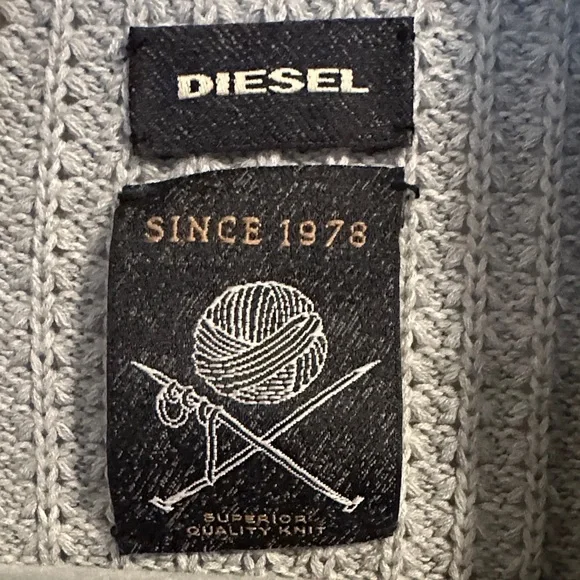 DIESEL
SINCE 1978
SUPERIOR
QUALITY KNIT